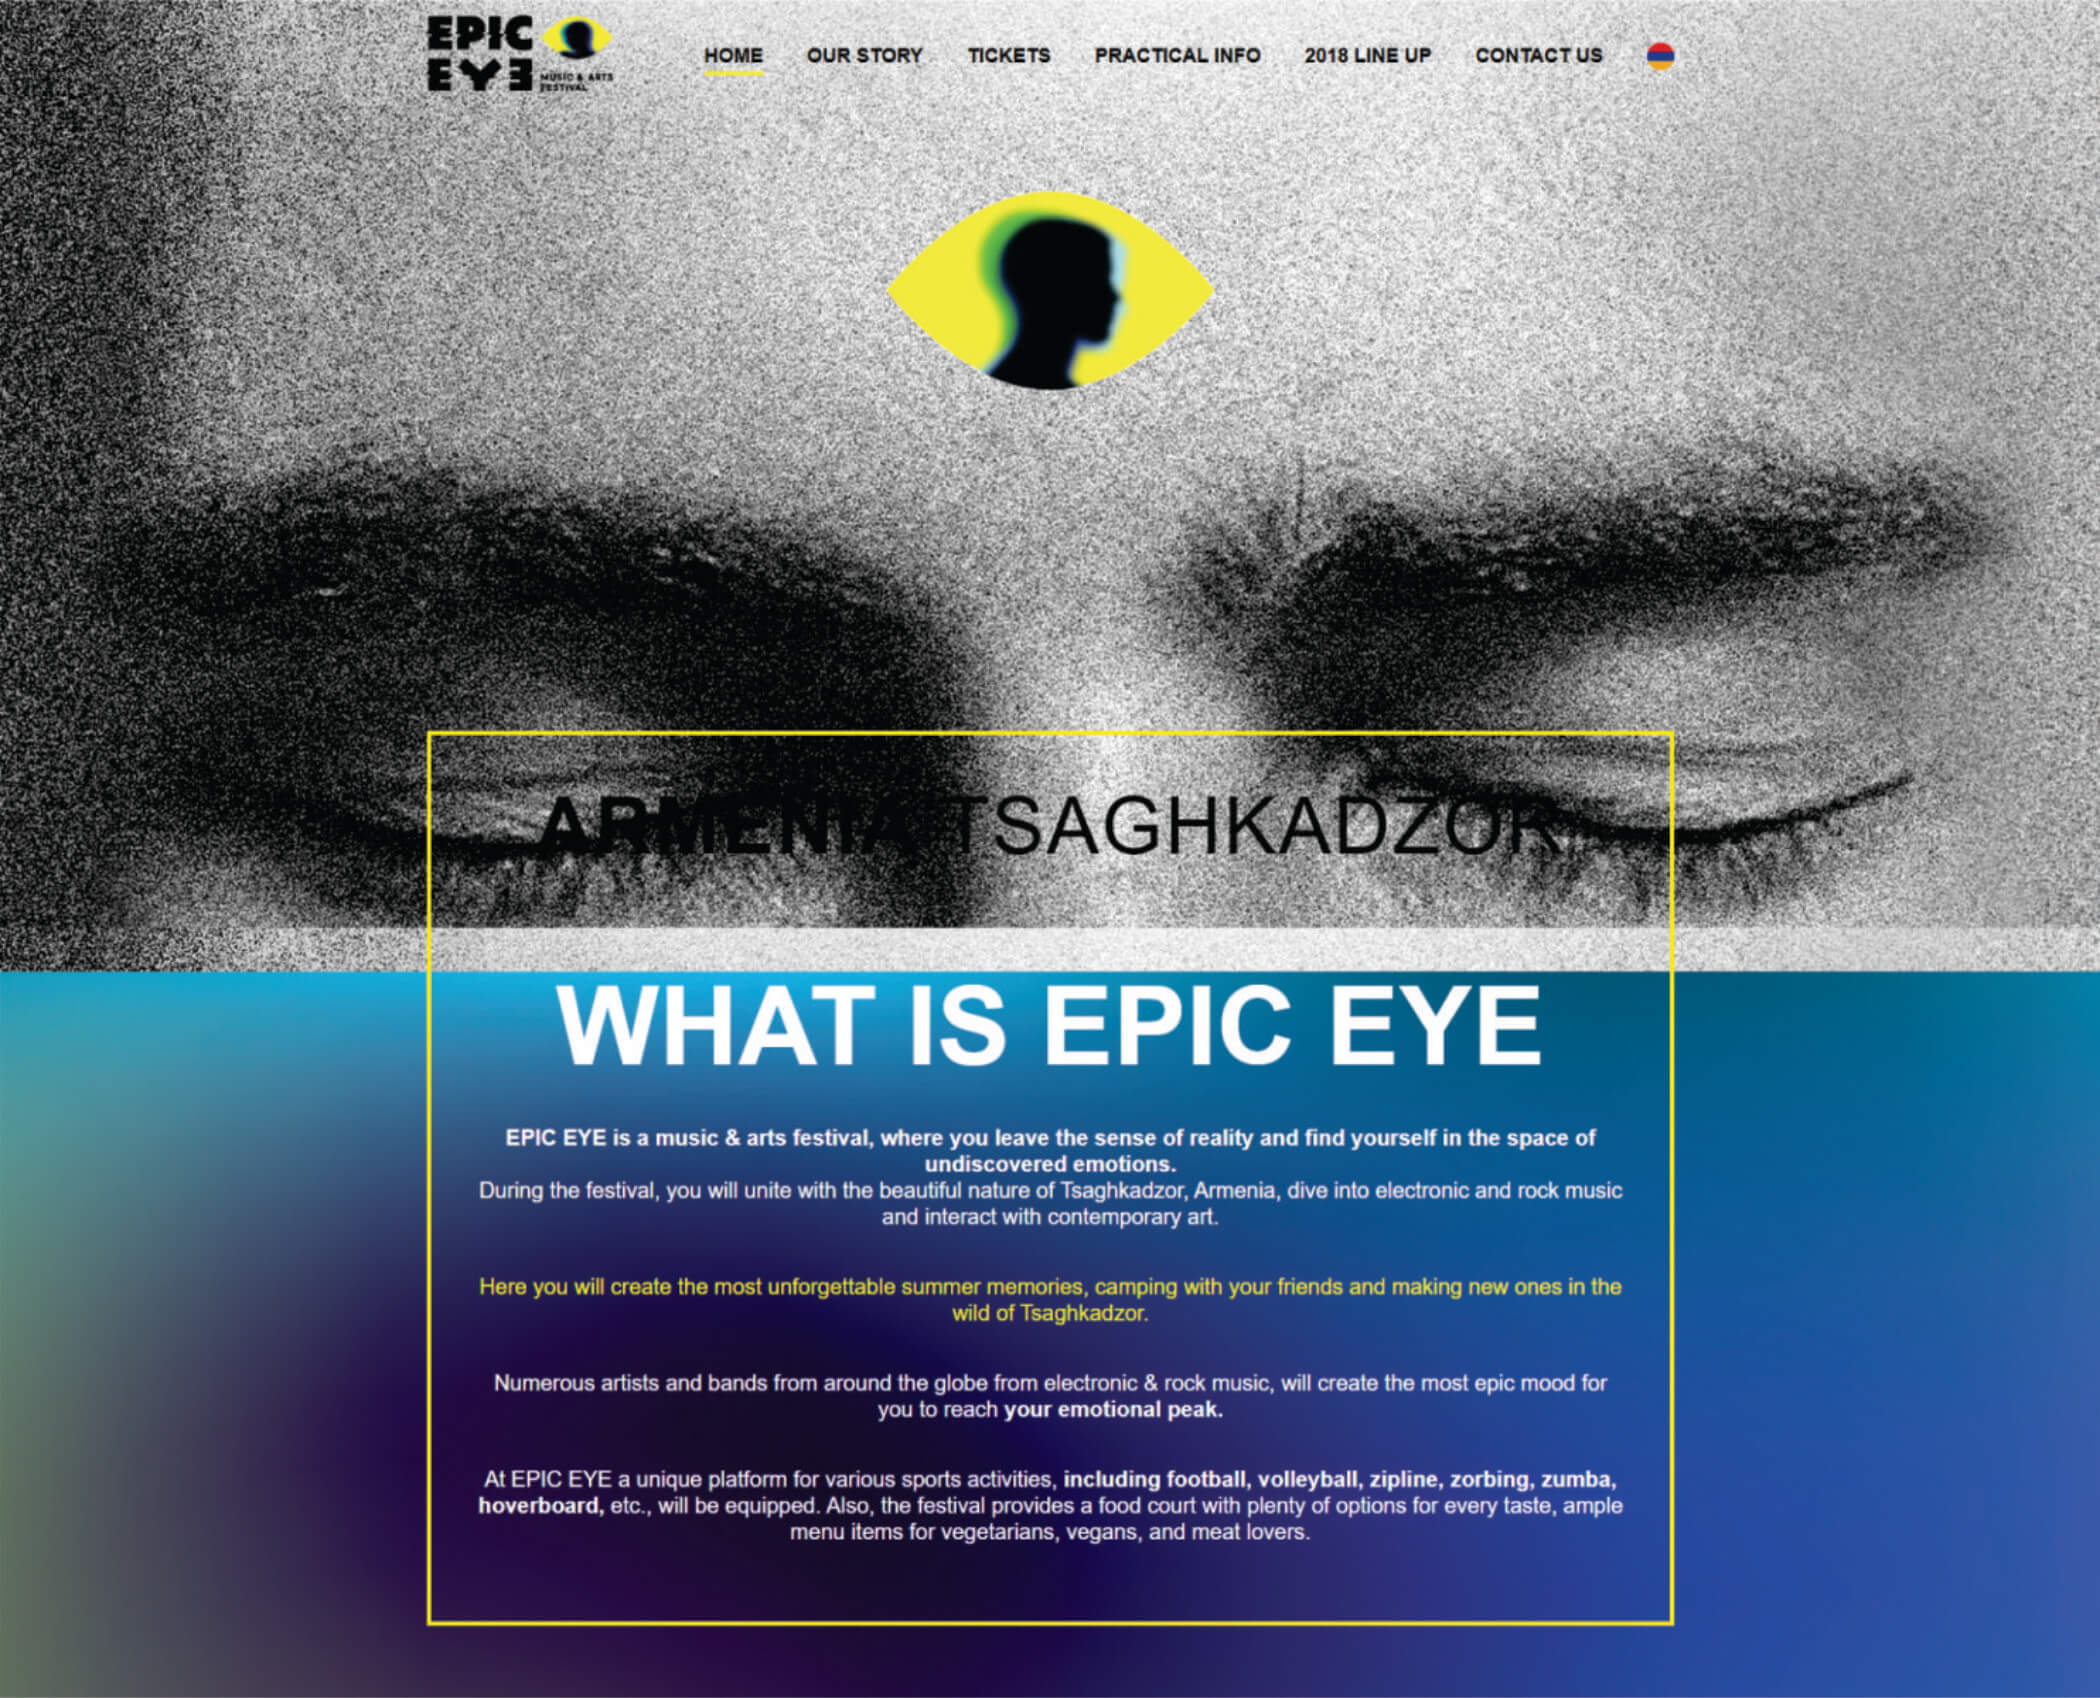 EPIC
EYE
MUSIC & ARTS
FESTIVAL
HOME OUR STORY TICKETS PRACTICAL INFO 2018 LINE UP CONTACT US
ARMENIA TSAGHKADZOR
WHAT IS EPIC EYE
EPIC EYE is a music & arts festival, where you leave the sense of reality and find yourself in the space of
undiscovered emotions.
During the festival, you will unite with the beautiful nature of Tsaghkadzor, Armenia, dive into electronic and rock music
and interact with contemporary art.
Here you will create the most unforgettable summer memories, camping with your friends and making new ones in the
wild of Tsaghkadzor.
Numerous artists and bands from around the globe from electronic & rock music, will create the most epic mood for
you to reach your emotional peak.
At EPIC EYE a unique platform for various sports activities, including football, volleyball, zipline, zorbing, zumba,
hoverboard, etc., will be equipped. Also, the festival provides a food court with plenty of options for every taste, ample
menu items for vegetarians, vegans, and meat lovers.